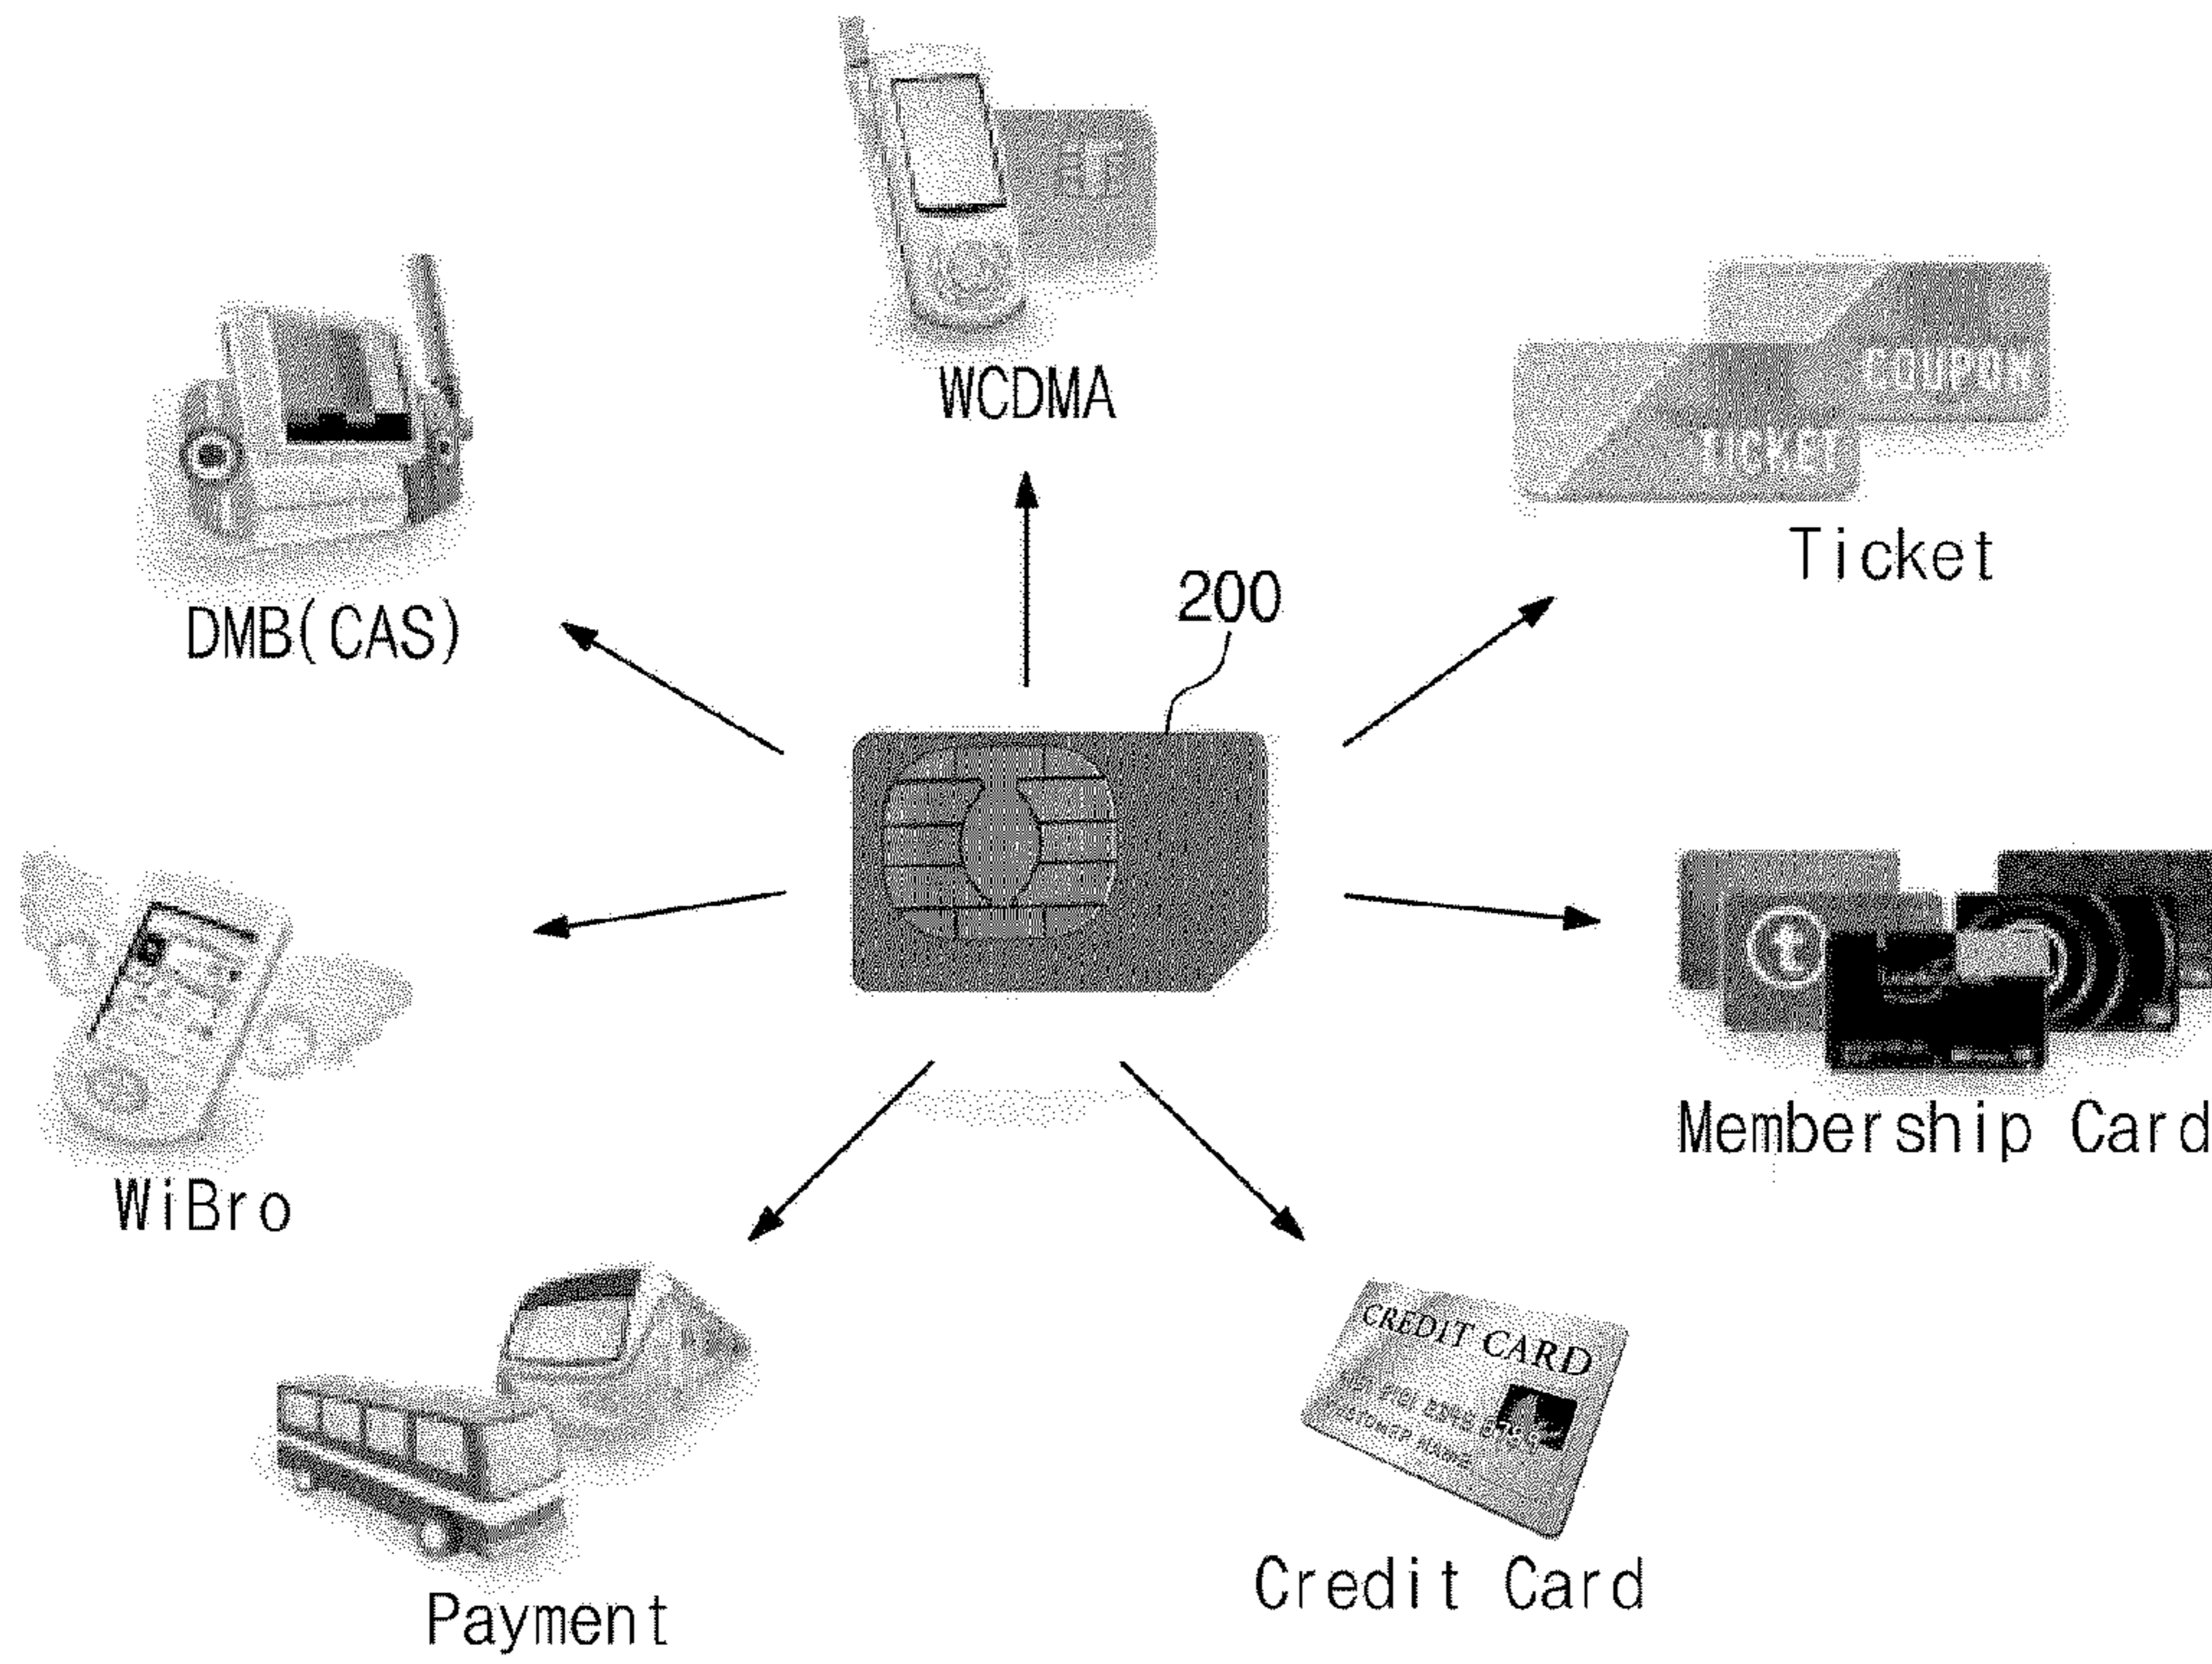 WCDMA
COUPON
TICKET
Ticket
DMB(CAS)
200
t
Membership Card
WiBro
CREDIT CARD
Payment
Credit Card